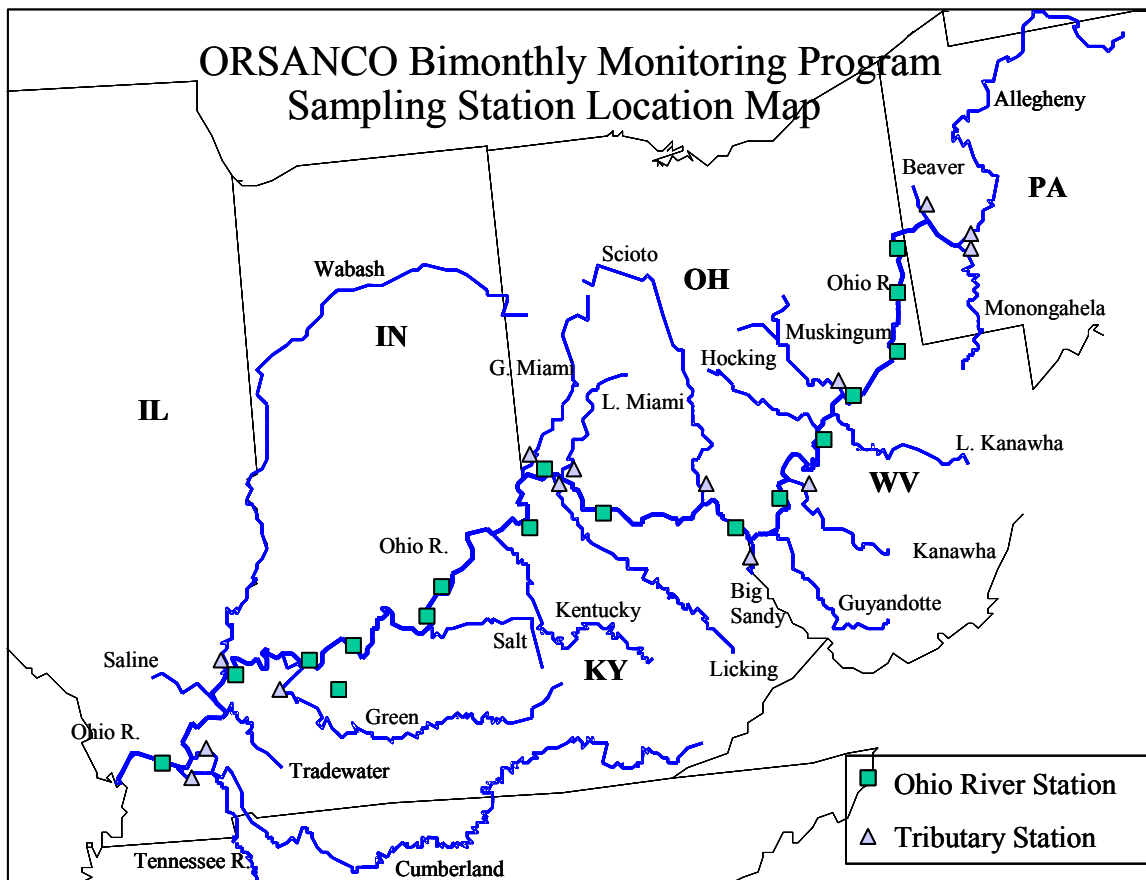 ORSANCO Bimonthly Monitoring Program
Sampling Station Location Map
Allegheny
Beaver
PA
Scioto
Wabash
OH
Ohio R.
Monongahela
IN
Muskingum
Hocking
G. Miami
L. Miami
IL
L. Kanawha
WV
Ohio R.
Kanawha
Big
Sandy
Guyandotte
Kentucky
Salt
Saline
KY
Licking
Green
Ohio R.
Tradewater
Ohio River Station
Tributary Station
Tennessee R.
Cumberland